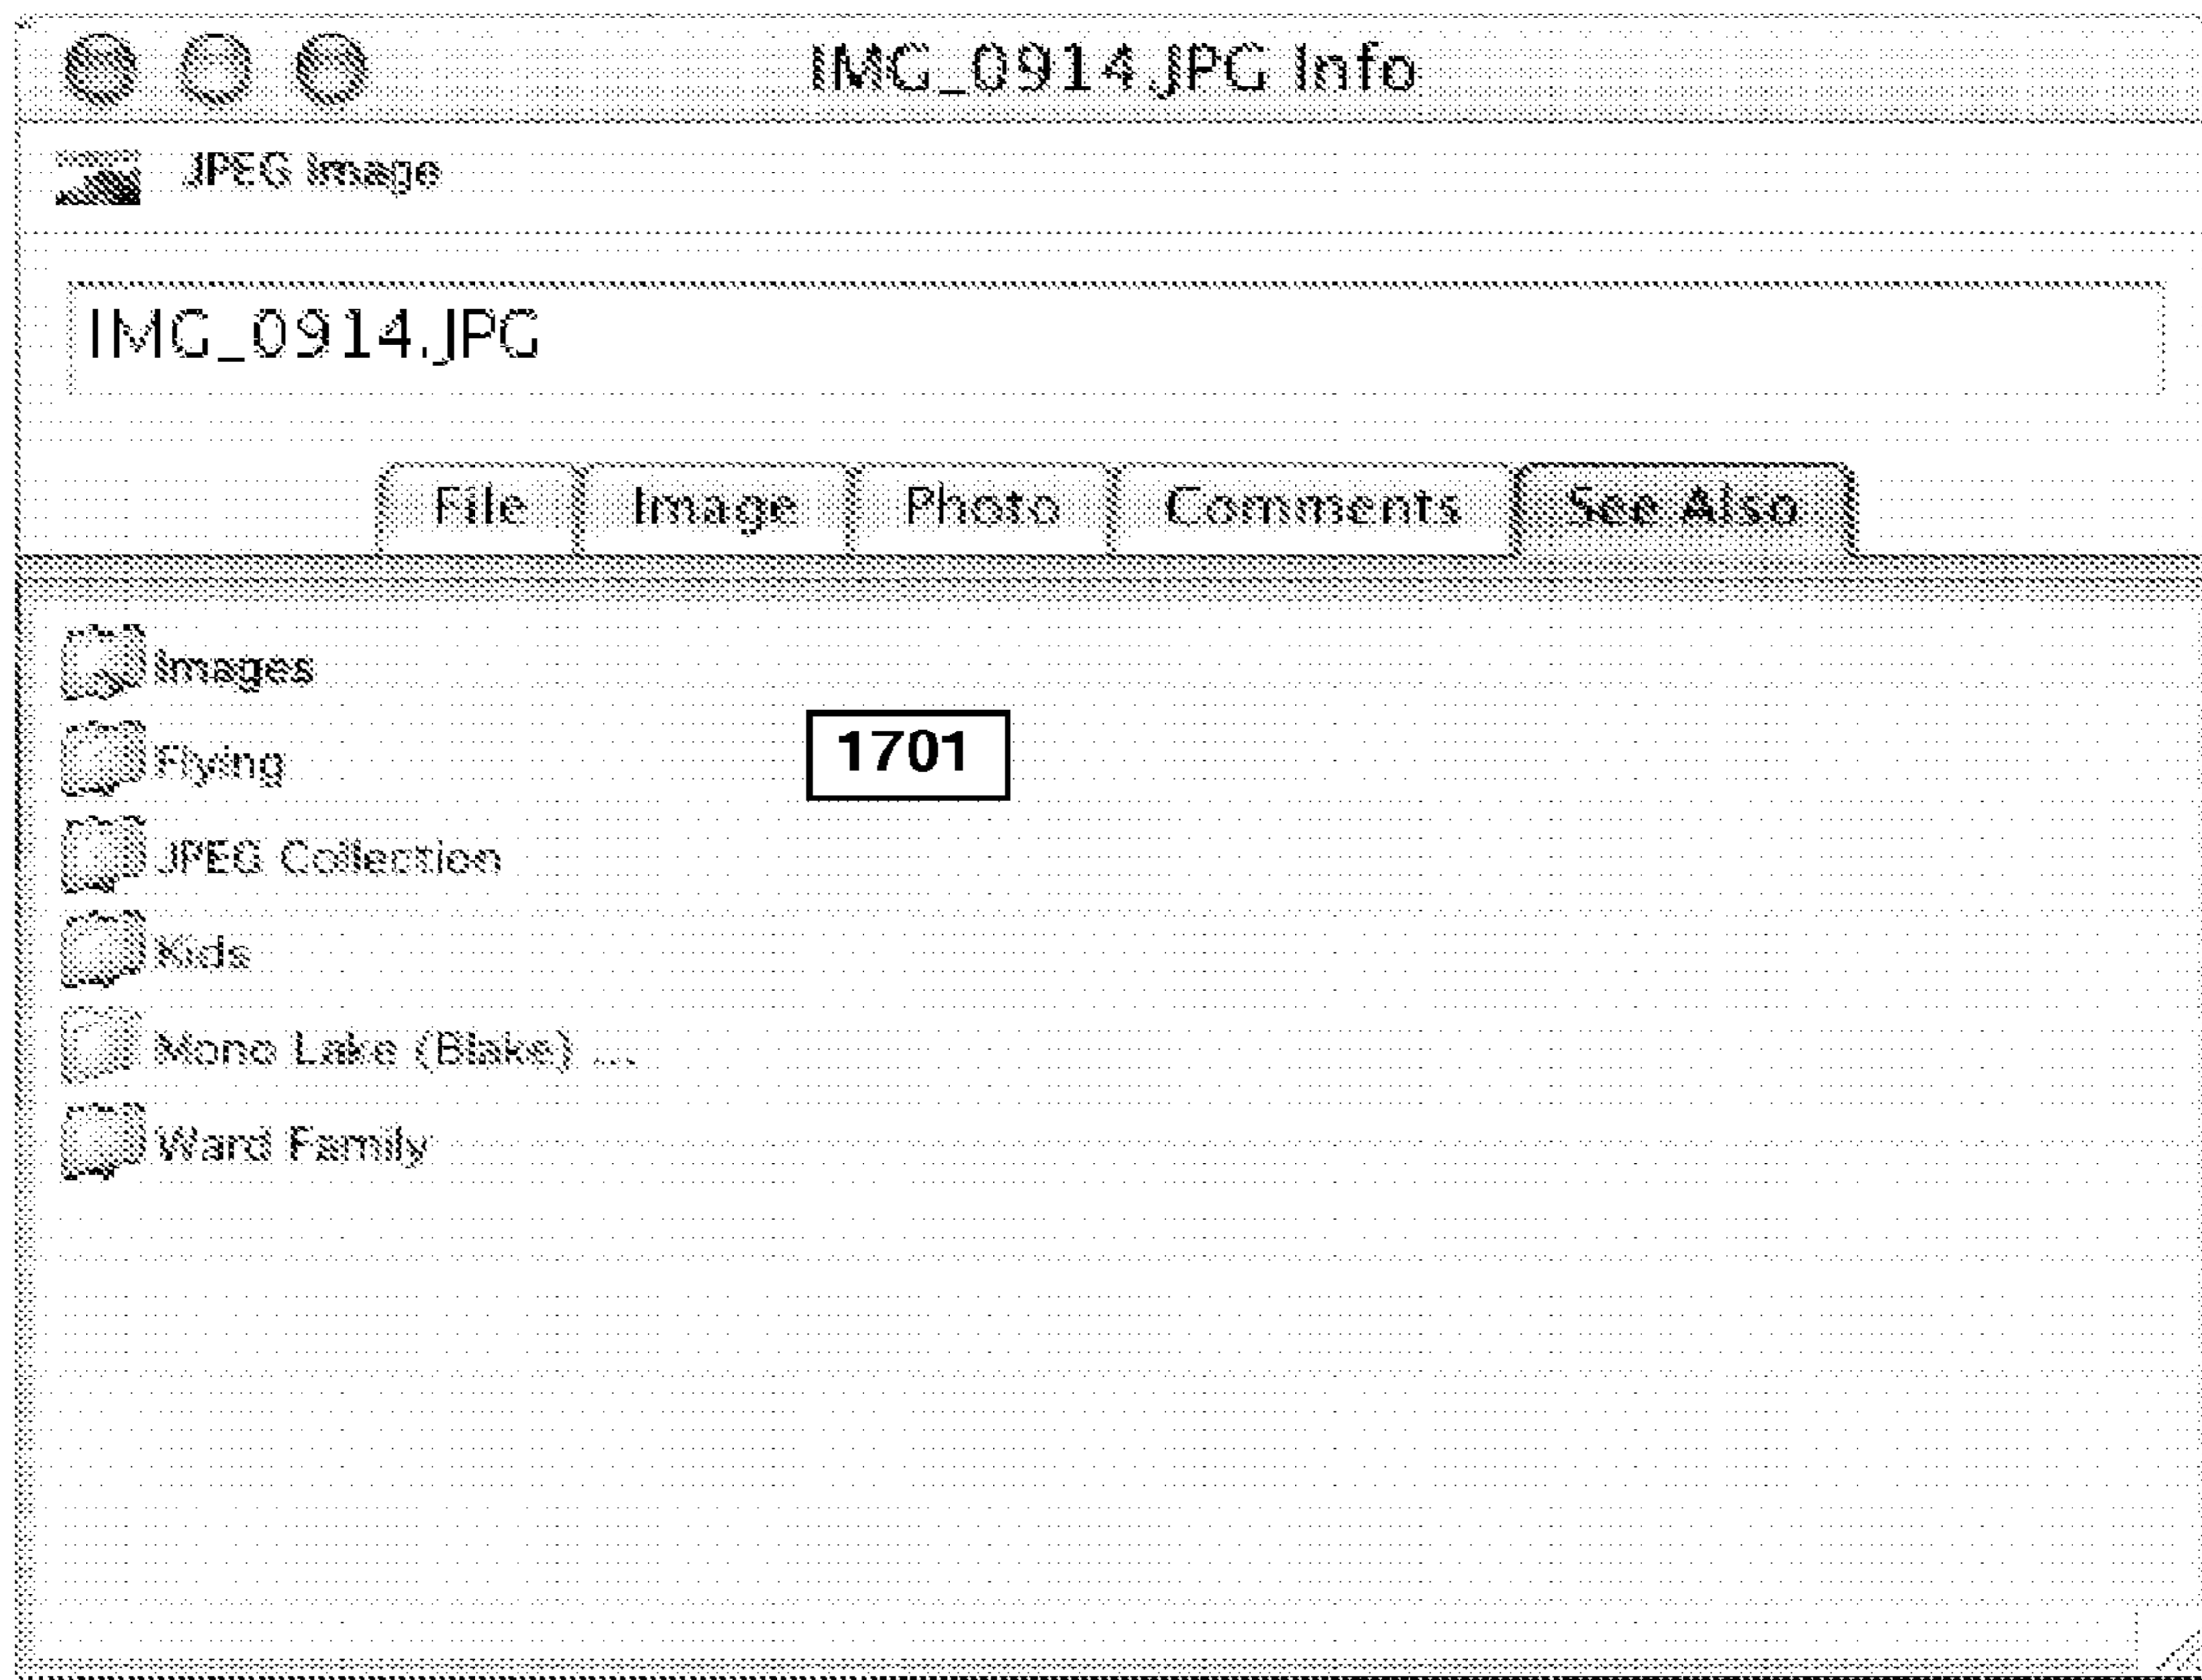 IMG_0914.JPG Info
JPEG Image
IMG_0914.JPG
File Image Photo Comments See Also
Images
Flying
1701
JPEG Collection
Kids
Mono Lake (Blake) ...
Ward Family